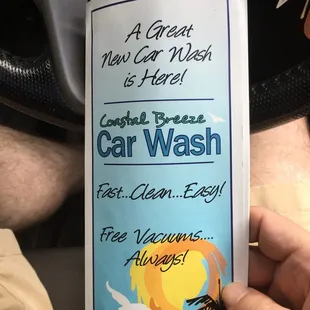 A Great
New Car Wash
is Here!
Coastal Breeze
Car Wash
Fast...Clean...Easy!
Free Vacuums....
Always!